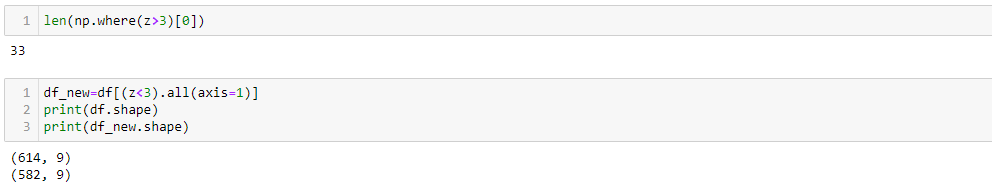 1 len(np.where(z>3)[0])
33
1 df_new=df[(z<3).all(axis=1)]
2 print(df.shape)
3 print(df_new.shape)
(614, 9)
(582, 9)